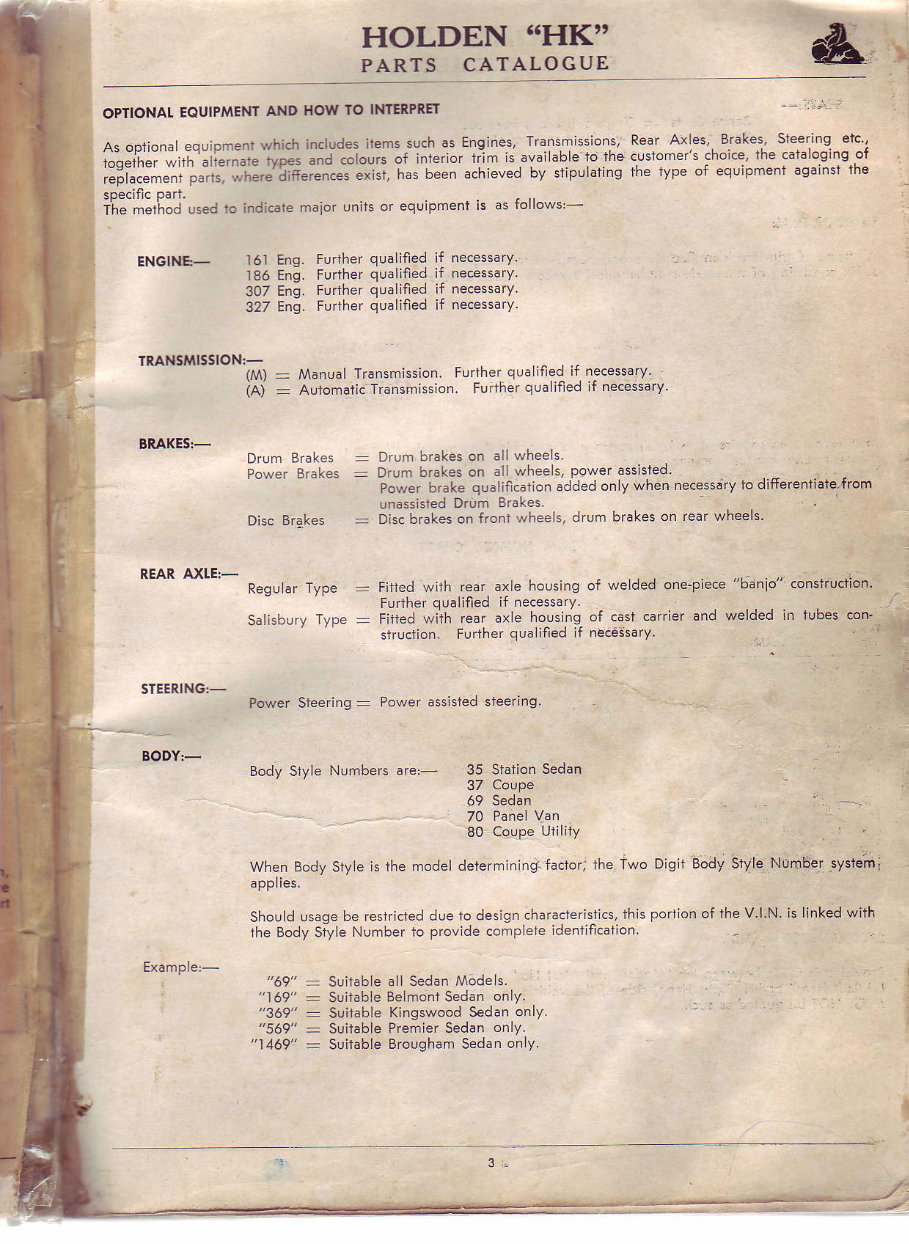 HOLDEN “HK”
PARTS CATALOGUE
OPTIONAL EQUIPMENT AND HOW TO INTERPRET
As optional equipment which includes items such as Engines, Transmissions, Rear Axles, Brakes, Steering etc.,
together with alternate types and colours of interior trim is available to the customer's choice, the cataloging of
replacement parts, where differences exist, has been achieved by stipulating the type of equipment against the
specific part.
The method used to indicate major units or equipment is as follows:—
ENGINE:— 161 Eng. Further qualified if necessary.
186 Eng. Further qualified if necessary.
307 Eng. Further qualified if necessary.
327 Eng. Further qualified if necessary.
TRANSMISSION:—
(M) = Manual Transmission. Further qualified if necessary.
(A) = Automatic Transmission. Further qualified if necessary.
BRAKES:—
Drum Brakes = Drum brakes on all wheels.
Power Brakes = Drum brakes on all wheels, power assisted.
Power brake qualification added only when necessary to differentiate from
unassisted Drum Brakes.
Disc Brakes = Disc brakes on front wheels, drum brakes on rear wheels.
REAR AXLE:—
Regular Type = Fitted with rear axle housing of welded one-piece "banjo" construction.
Further qualified if necessary.
Salisbury Type = Fitted with rear axle housing of cast carrier and welded in tubes con-
struction. Further qualified if necessary.
STEERING:—
Power Steering = Power assisted steering.
BODY:—
Body Style Numbers are:— 35 Station Sedan
37 Coupe
69 Sedan
70 Panel Van
80 Coupe Utility
When Body Style is the model determining factor, the Two Digit Body Style Number system
applies.
Should usage be restricted due to design characteristics, this portion of the V.I.N. is linked with
the Body Style Number to provide complete identification.
Example:—
"69" = Suitable all Sedan Models.
"169" = Suitable Belmont Sedan only.
"369" = Suitable Kingswood Sedan only.
"569" = Suitable Premier Sedan only.
"1469" = Suitable Brougham Sedan only.
3